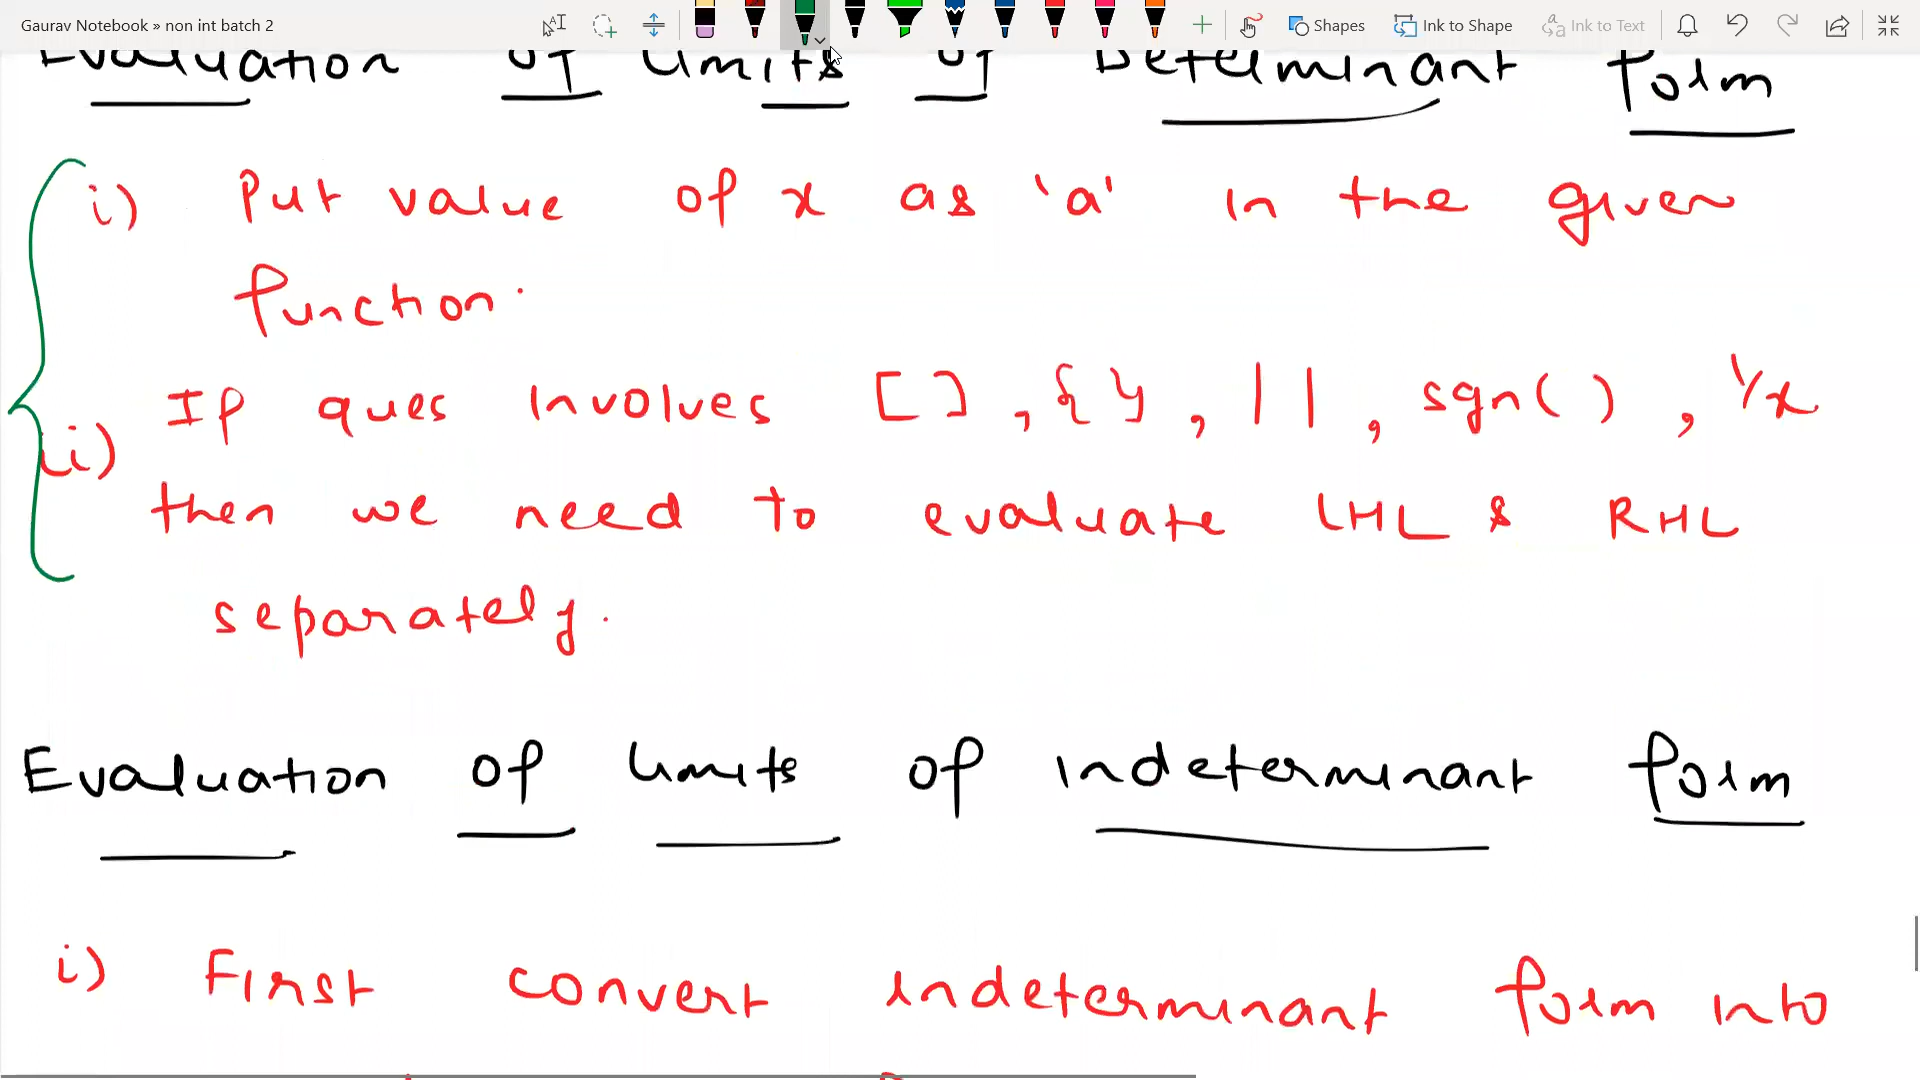 Gaurav Notebook » non int batch 2
Shapes
Ink to Shape
Ink to Text
Evaluation of limits of Determinant form
i) Put value of x as 'a' in the given
function.
ii) If ques involves [ ] , { } , | | , sgn( ) , 1/x
then we need to evaluate LHL & RHL
separately.
Evaluation of limits of indeterminant form
i) First convert indeterminant form into